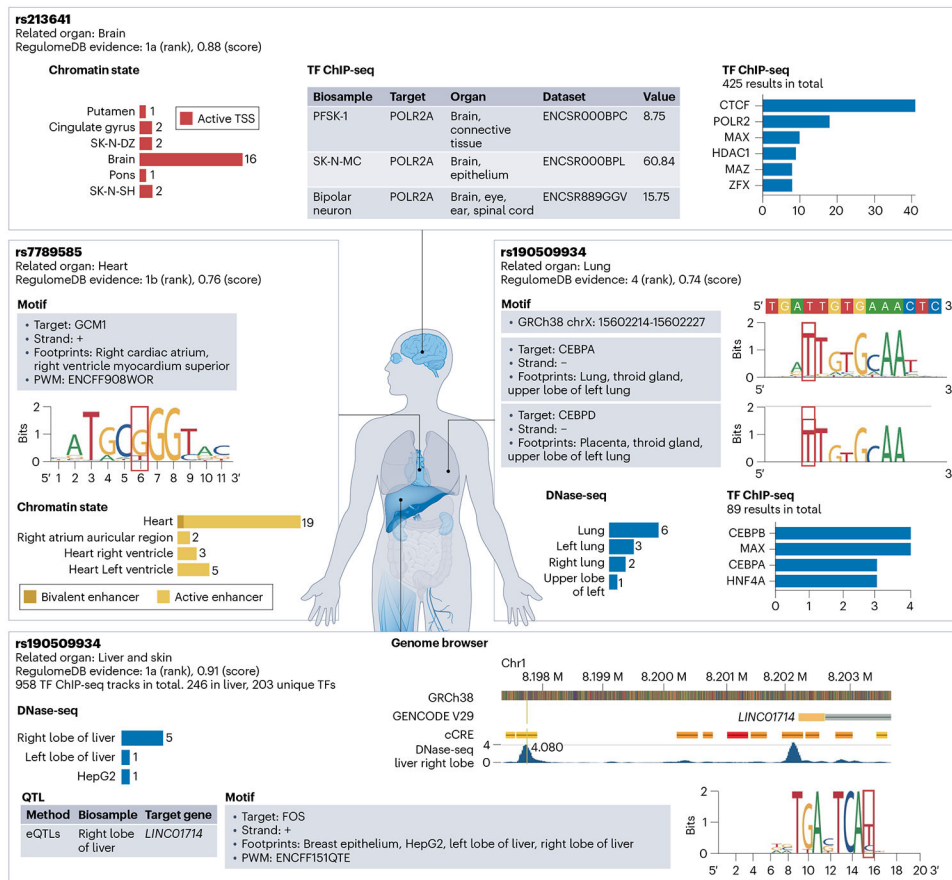 rs213641
Related organ: Brain
RegulomeDB evidence: 1a (rank), 0.88 (score)
Chromatin state
Putamen 1
Cingulate gyrus 2
SK-N-DZ 2
Brain 16
Pons 1
SK-N-SH 2
Active TSS
TF ChIP-seq
Biosample Target Organ Dataset Value
PFSK-1 POLR2A Brain, ENCSR000BPC 8.75
connective
tissue
SK-N-MC POLR2A Brain, ENCSR000BPL 60.84
epithelium
Bipolar POLR2A Brain, eye, ENCSR889GGV 15.75
neuron ear, spinal cord
TF ChIP-seq
425 results in total
CTCF
POLR2
MAX
HDAC1
MAZ
ZFX
0 10 20 30 40
rs7789585
Related organ: Heart
RegulomeDB evidence: 1b (rank), 0.76 (score)
Motif
• Target: GCM1
• Strand: +
• Footprints: Right cardiac atrium,
right ventricle myocardium superior
• PWM: ENCFF908WOR
2
Bits 1
0
ATGCGGGTAC
1 2 3 4 5 6 7 8 9 10 11 3'
Chromatin state
Heart 19
Right atrium auricular region 2
Heart right ventricle 3
Heart Left ventricle 5
Bivalent enhancer Active enhancer
rs190509934
Related organ: Lung
RegulomeDB evidence: 4 (rank), 0.74 (score)
Motif
• GRCh38 chrX: 15602214-15602227
• Target: CEBPA
• Strand: –
• Footprints: Lung, throid gland,
upper lobe of left lung
• Target: CEBPD
• Strand: –
• Footprints: Placenta, throid gland,
upper lobe of left lung
5' TGATTGTGAAACTC 3
2
Bits 1
0
ATTGTGCAAT
5' 3
2
Bits 1
0
TTGTGCAA
5' 3
DNase-seq
Lung 6
Left lung 3
Right lung 2
Upper lobe 1
of left
TF ChIP-seq
89 results in total
CEBPB
MAX
CEBPA
HNF4A
0 1 2 3 4
rs190509934
Related organ: Liver and skin
RegulomeDB evidence: 1a (rank), 0.91 (score)
958 TF ChIP-seq tracks in total. 246 in liver, 203 unique TFs
DNase-seq
Right lobe of liver 5
Left lobe of liver 1
HepG2 1
QTL
Method Biosample Target gene
eQTLs Right lobe LINC01714
of liver
Genome browser
Chr1
8.198 M 8.199 M 8.200 M 8.201 M 8.202 M 8.203 M
GRCh38
GENCODE V29 LINC01714
cCRE
DNase-seq 4 4.080
liver right lobe 0
Motif
• Target: FOS
• Strand: +
• Footprints: Breast epithelium, HepG2, left lobe of liver, right lobe of liver
• PWM: ENCFF151QTE
2
Bits 1
0
TGA TCAT
5' 2 4 6 8 10 12 14 16 18 20 3'